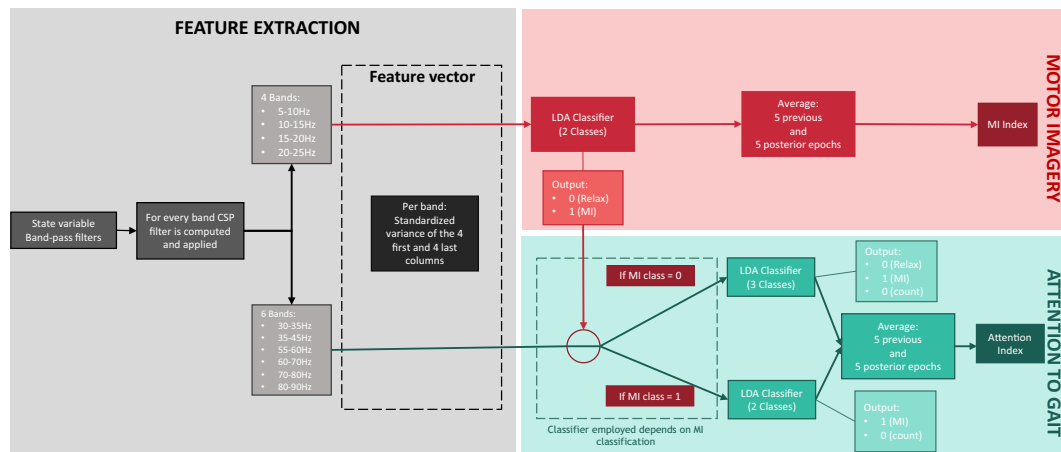 FEATURE EXTRACTION
Feature vector
4 Bands:
• 5-10Hz
• 10-15Hz
• 15-20Hz
• 20-25Hz
State variable
Band-pass filters
For every band CSP
filter is computed
and applied
Per band:
Standardized
variance of the 4
first and 4 last
columns
6 Bands:
• 30-35Hz
• 35-45Hz
• 55-60Hz
• 60-70Hz
• 70-80Hz
• 80-90Hz
MOTOR IMAGERY
LDA Classifier
(2 Classes)
Average:
5 previous
and
5 posterior epochs
MI Index
Output:
• 0 (Relax)
• 1 (MI)
ATTENTION TO GAIT
If MI class = 0
LDA Classifier
(3 Classes)
Output:
• 0 (Relax)
• 1 (MI)
• 0 (count)
Average:
5 previous
and
5 posterior epochs
Attention
Index
If MI class = 1
LDA Classifier
(2 Classes)
Output:
• 1 (MI)
• 0 (count)
Classifier employed depends on MI
classification